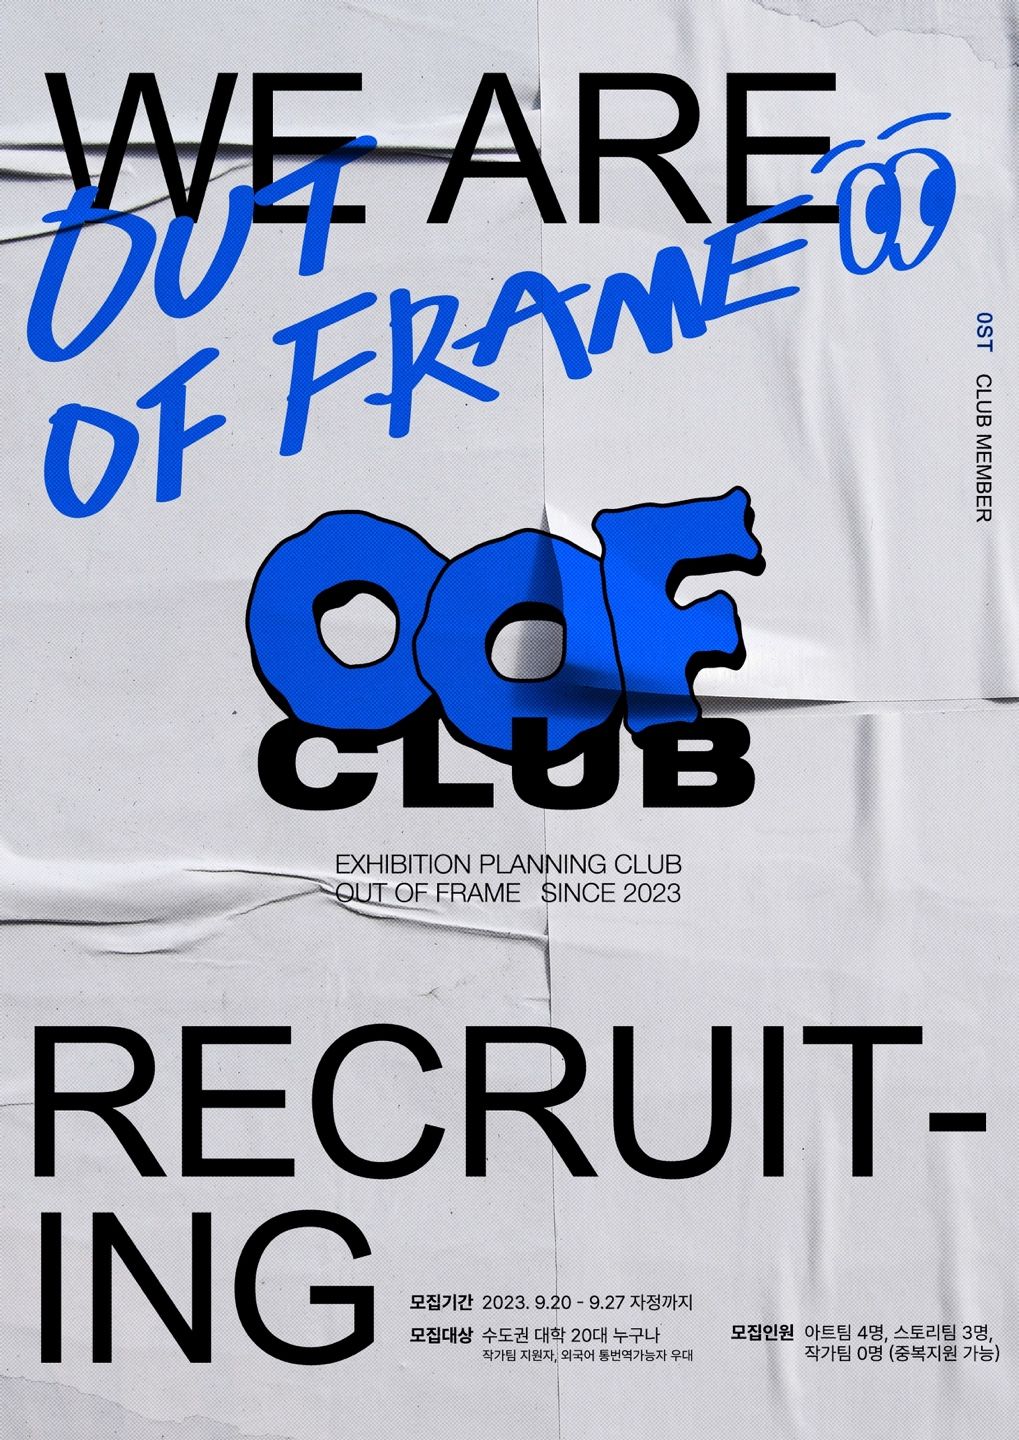 WE ARE
OUT
OF FRAME
0ST CLUB MEMBER
OOF
CLUB
EXHIBITION PLANNING CLUB
OUT OF FRAME SINCE 2023
RECRUIT-
ING
모집기간 2023. 9.20 - 9.27 자정까지
모집대상 수도권 대학 20대 누구나
작가팀 지원자, 외국어 통번역가능자 우대
모집인원 아트팀 4명, 스토리팀 3명,
작가팀 0명 (중복지원 가능)